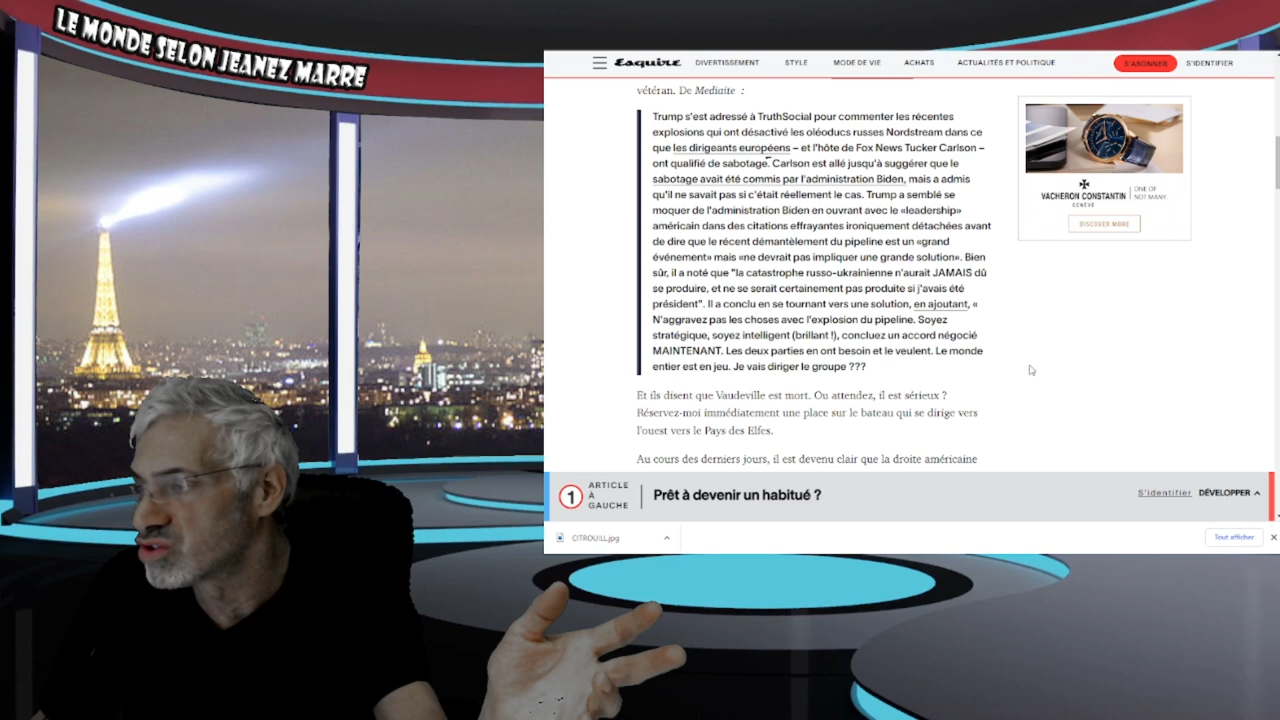 LE MONDE SELON JEANEZ MARRE
Esquire DIVERTISSEMENT STYLE MODE DE VIE ACHATS ACTUALITÉS ET POLITIQUE S'ABONNER S'IDENTIFIER
vétéran. De Mediaite :
Trump s'est adressé à TruthSocial pour commenter les récentes
explosions qui ont désactivé les oléoducs russes Nordstream dans ce
que les dirigeants européens – et l'hôte de Fox News Tucker Carlson –
ont qualifié de sabotage. Carlson est allé jusqu'à suggérer que le
sabotage avait été commis par l'administration Biden, mais a admis
qu'il ne savait pas si c'était réellement le cas. Trump a semblé se
moquer de l'administration Biden en ouvrant avec le «leadership»
américain dans des citations effrayantes ironiquement détachées avant
de dire que le récent démantèlement du pipeline est un «grand
événement» mais «ne devrait pas impliquer une grande solution». Bien
sûr, il a noté que "la catastrophe russo-ukrainienne n'aurait JAMAIS dû
se produire, et ne se serait certainement pas produite si j'avais été
président". Il a conclu en se tournant vers une solution, en ajoutant, «
N'aggravez pas les choses avec l'explosion du pipeline. Soyez
stratégique, soyez intelligent (brillant !), concluez un accord négocié
MAINTENANT. Les deux parties en ont besoin et le veulent. Le monde
entier est en jeu. Je vais diriger le groupe ???
Et ils disent que Vaudeville est mort. Ou attendez, il est sérieux ?
Réservez-moi immédiatement une place sur le bateau qui se dirige vers
l'ouest vers le Pays des Elfes.
Au cours des derniers jours, il est devenu clair que la droite américaine
VACHERON CONSTANTIN
GENÈVE
ONE OF
NOT MANY.
DISCOVER MORE
1
ARTICLE
À
GAUCHE
Prêt à devenir un habitué ?
S'identifier DÉVELOPPER
CITROUILL.jpg
Tout afficher